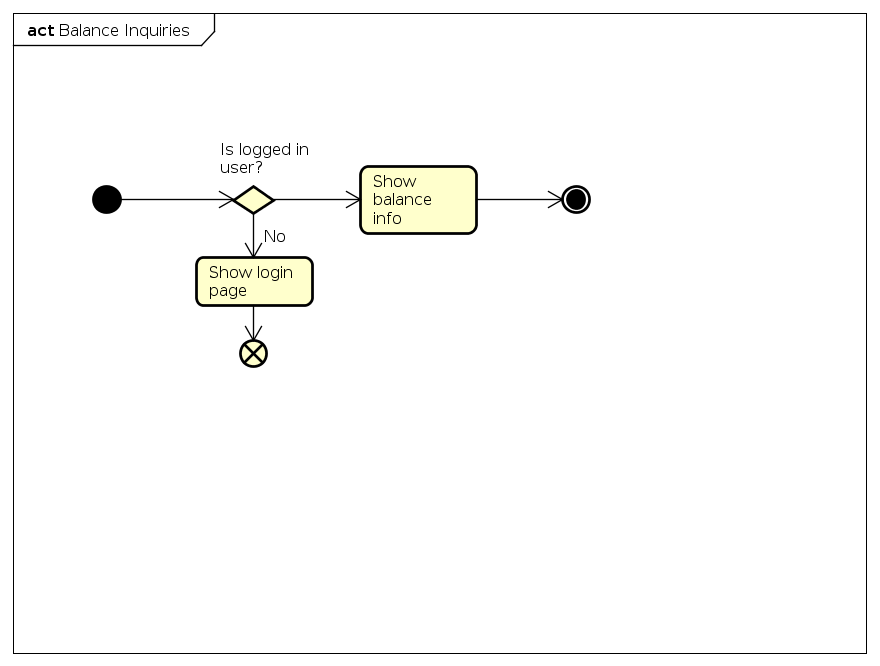 act Balance Inquiries
Is logged in
user?
Show
balance
info
No
Show login
page